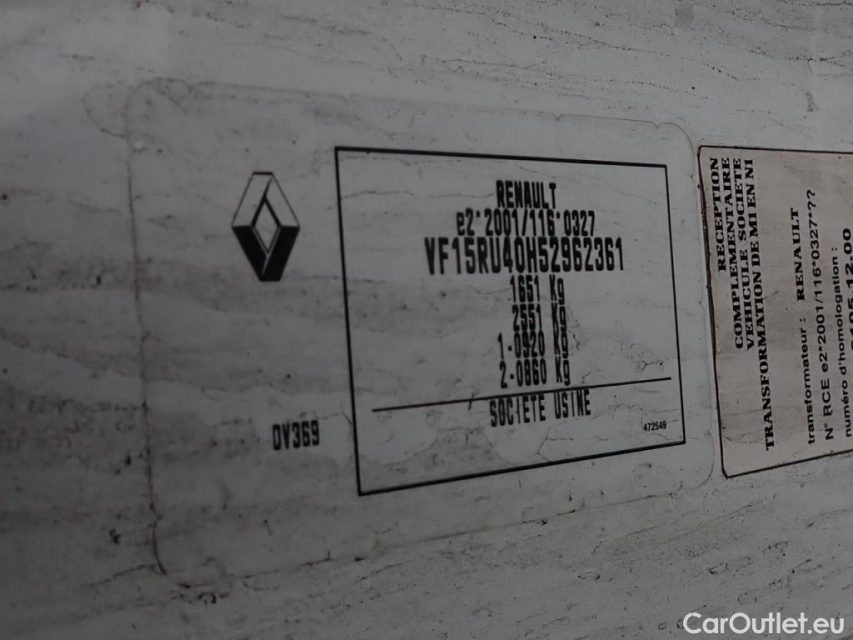 RENAULT
e2*2001/116*0327
VF15RU40H52962361
1651 Kg
2551 Kg
1-0920 Kg
2-0860 Kg
SOCIETE USINE
DV369
472549
RECEPTION
COMPLEMENTAIRE
VEHICULE SOCIETE
TRANSFORMATION DE M1 EN N1
transformateur : RENAULT
N° RCE e2*2001/116*0327*??
numéro d'homologation :
CarOutlet.eu